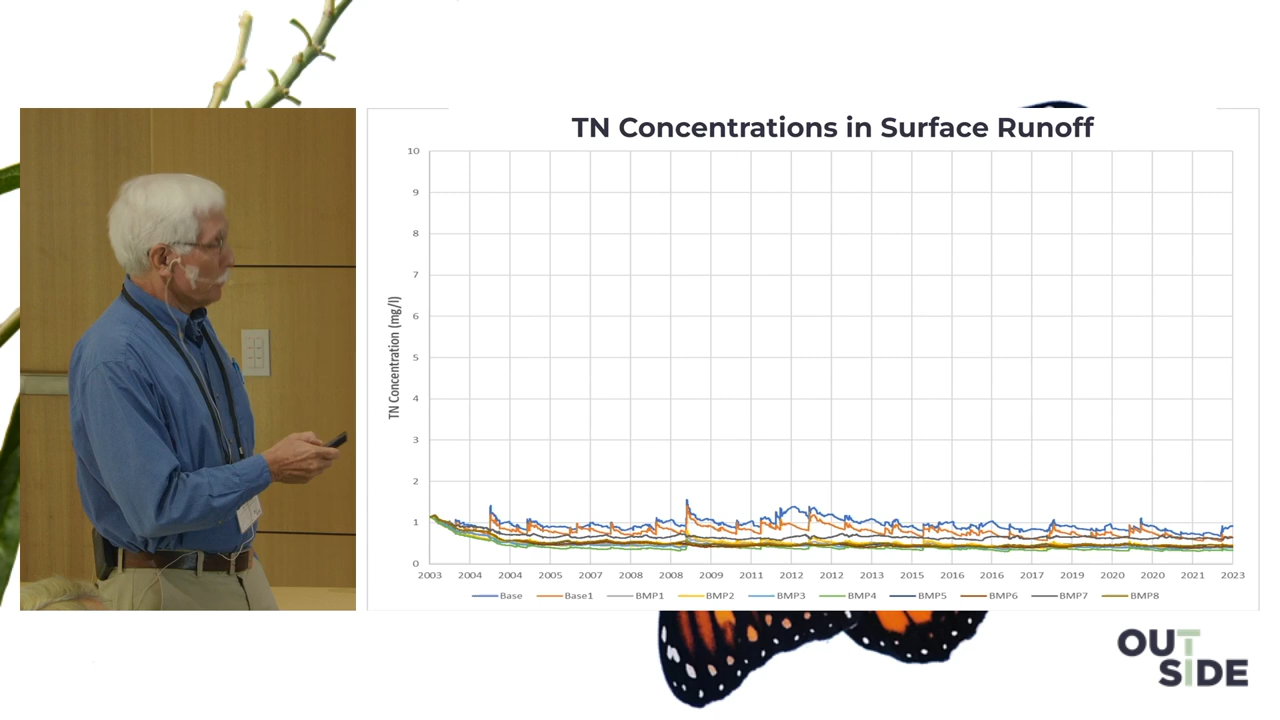 TN Concentrations in Surface Runoff
TN Concentration (mg/l)
10
9
8
7
6
5
4
3
2
1
0
2003 2004 2004 2005 2007 2008 2008 2009 2011 2012 2012 2013 2015 2016 2016 2017 2019 2020 2020 2021 2023
Base Base1 BMP1 BMP2 BMP3 BMP4 BMP5 BMP6 BMP7 BMP8
OUT
SIDE